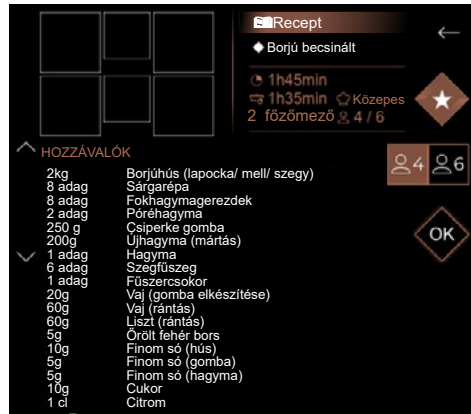 Recept
Borjú becsinált
1h45min
1h35min Közepes
2 főzőmező 4 / 6
HOZZÁVALÓK
4 6
2kg Borjúhús (lapocka/ mell/ szegy)
8 adag Sárgarépa
8 adag Fokhagymagerezdek
2 adag Póréhagyma
250 g Csiperke gomba
200g Újhagyma (mártás)
1 adag Hagyma
6 adag Szegfűszeg
1 adag Fűszercsokor
20g Vaj (gomba elkészítése)
60g Vaj (rántás)
60g Liszt (rántás)
5g Őrölt fehér bors
10g Finom só (hús)
5g Finom só (gomba)
5g Finom só (hagyma)
10g Cukor
1 cl Citrom
OK